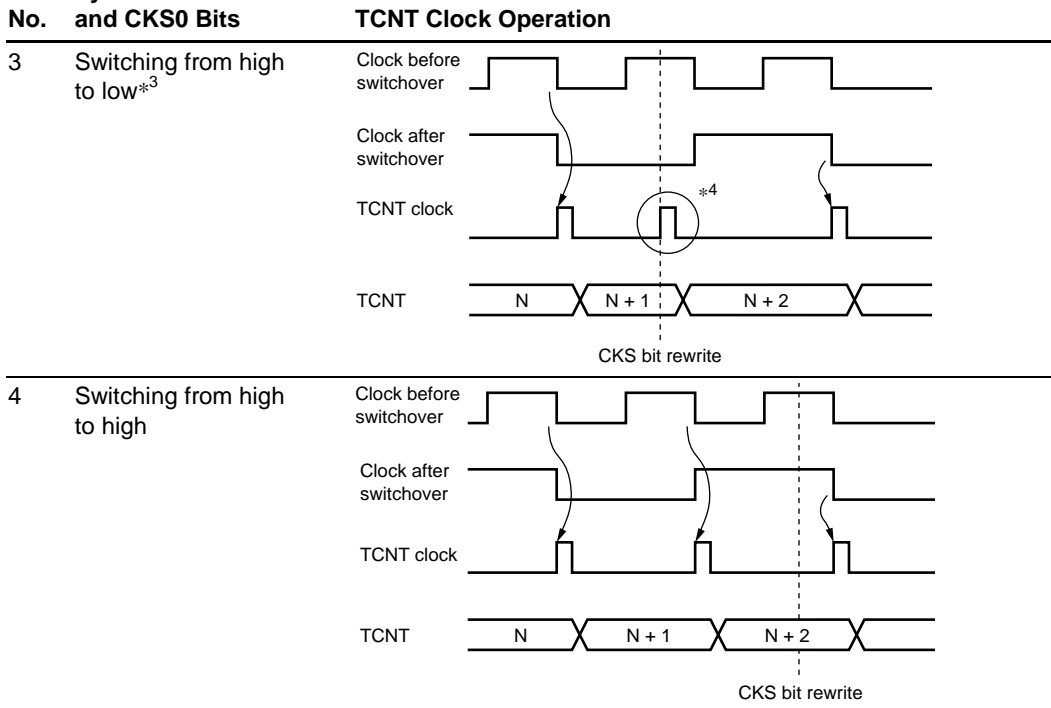 No. and CKS0 Bits TCNT Clock Operation
3 Switching from high to low*3
Clock before switchover
Clock after switchover
*4
TCNT clock
TCNT N N + 1 N + 2
CKS bit rewrite
4 Switching from high to high
Clock before switchover
Clock after switchover
TCNT clock
TCNT N N + 1 N + 2
CKS bit rewrite